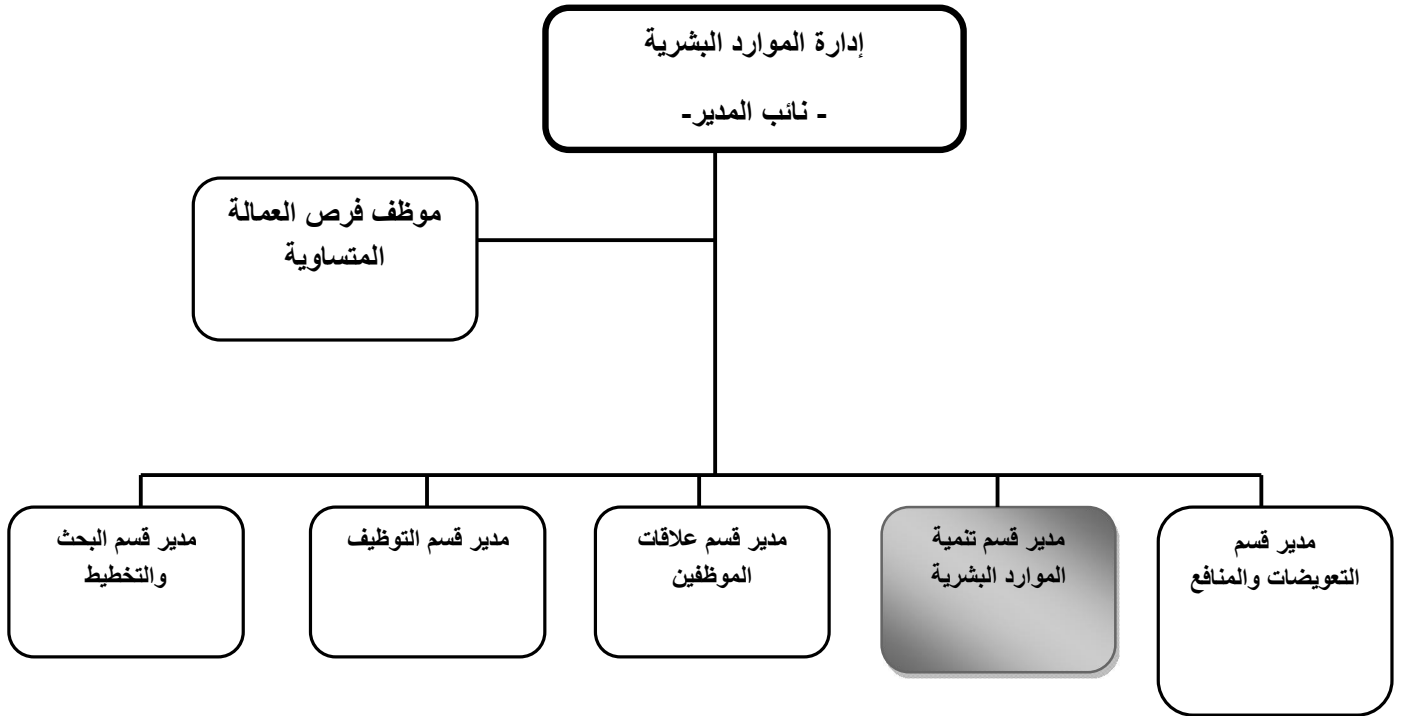 إدارة الموارد البشرية
- نائب المدير-
موظف فرص العمالة
المتساوية
مدير قسم
التعويضات والمنافع
مدير قسم تنمية
الموارد البشرية
مدير قسم علاقات
الموظفين
مدير قسم التوظيف
مدير قسم البحث
والتخطيط